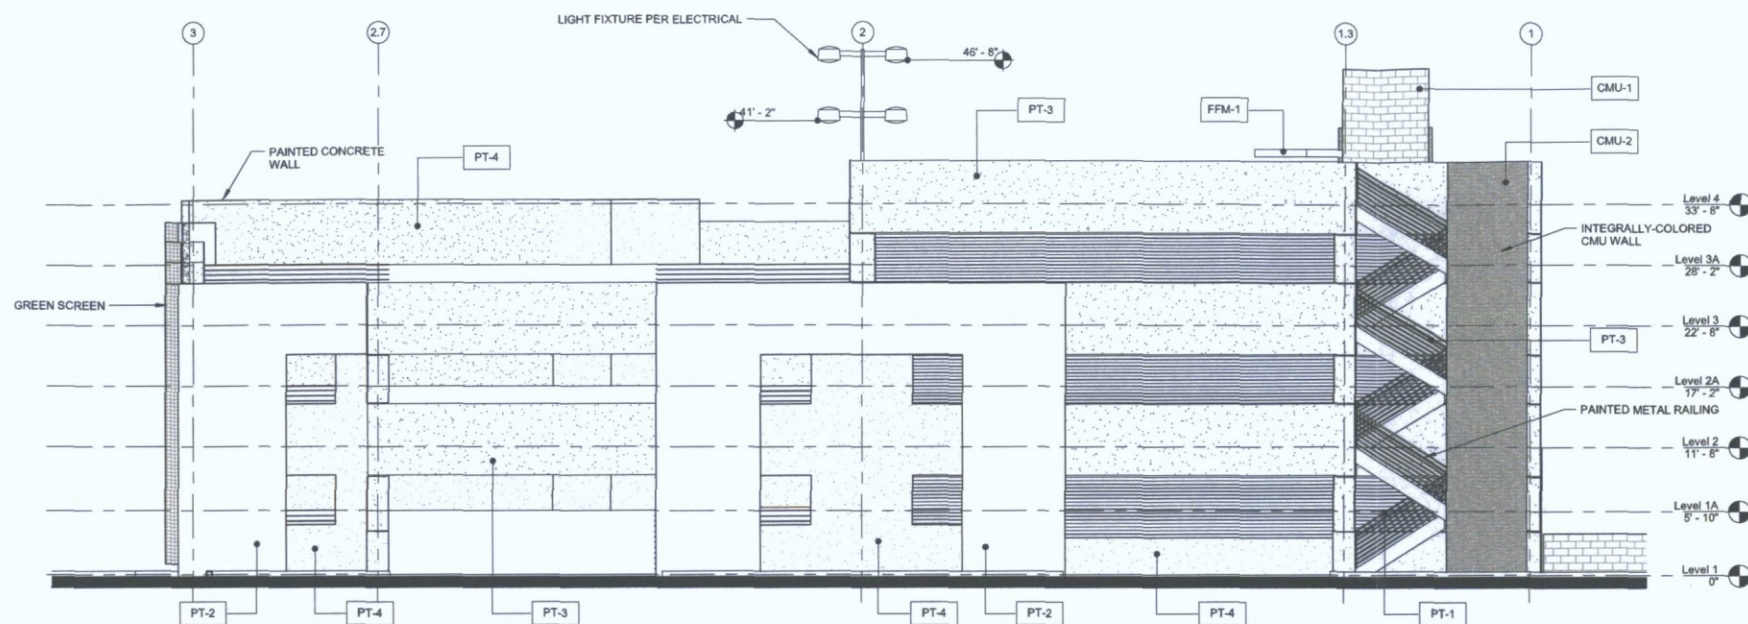 LIGHT FIXTURE PER ELECTRICAL
3
2.7
2
1.3
1
46' - 8"
41' - 2"
PT-3
FFM-1
CMU-1
CMU-2
PAINTED CONCRETE
WALL
PT-4
Level 4
33' - 8"
INTEGRALLY-COLORED
CMU WALL
Level 3A
28' - 2"
GREEN SCREEN
Level 3
22' - 8"
PT-3
Level 2A
17' - 2"
PAINTED METAL RAILING
Level 2
11' - 8"
Level 1A
5' - 10"
Level 1
0"
PT-2
PT-4
PT-3
PT-4
PT-2
PT-4
PT-1